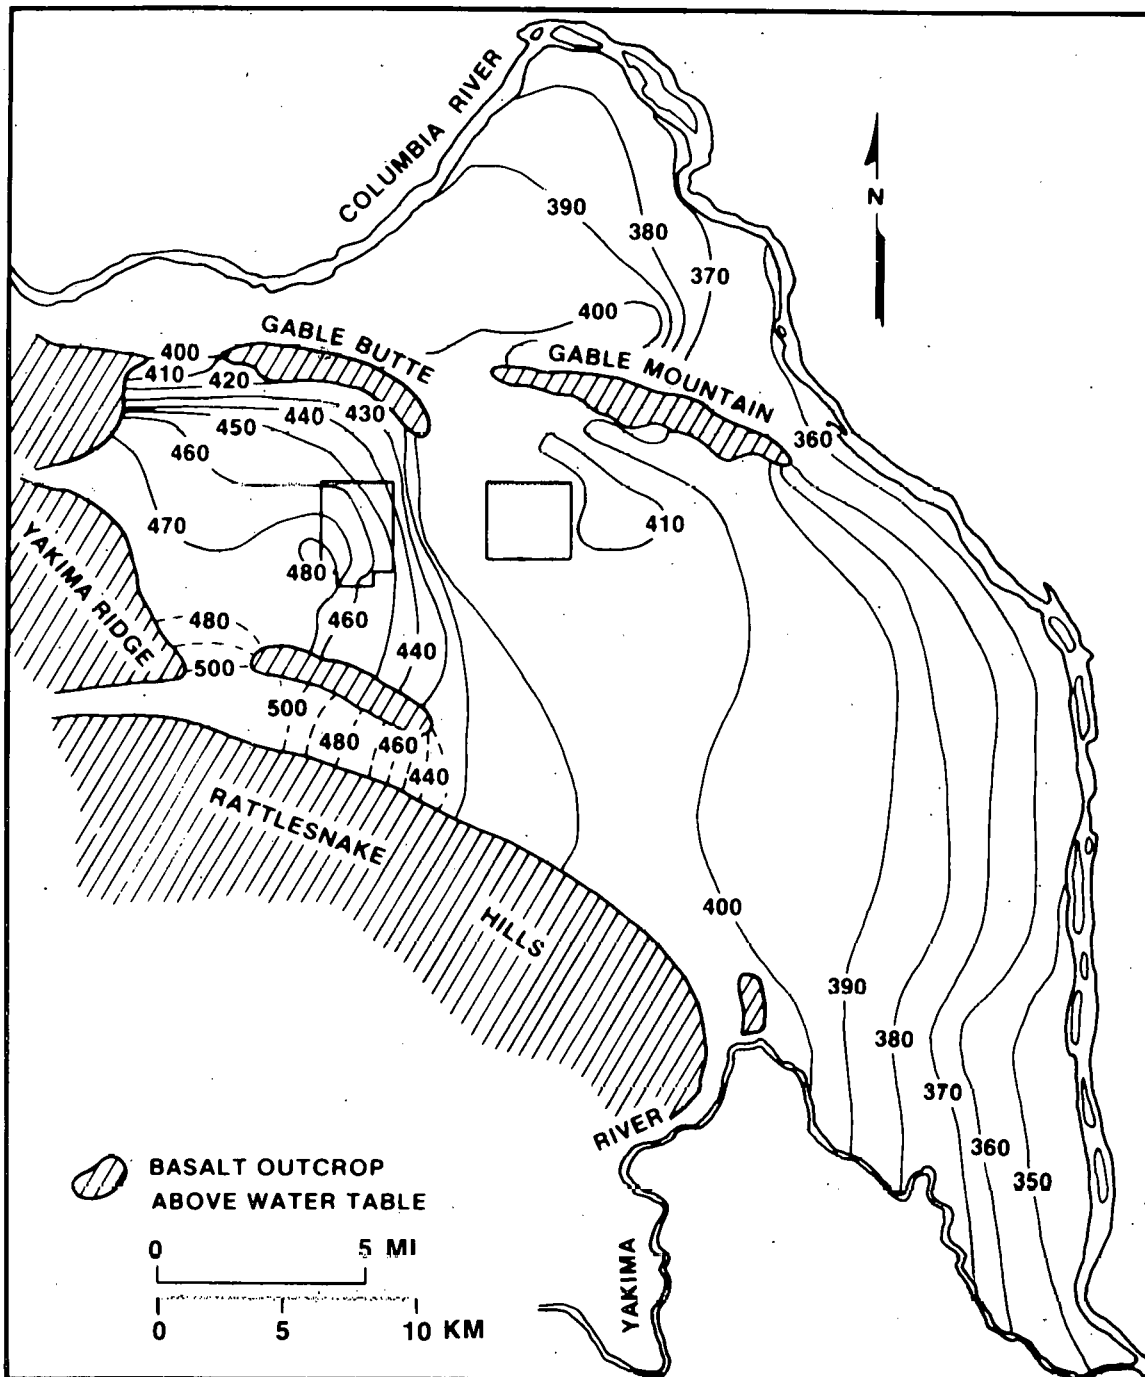 COLUMBIA RIVER
N
390
380
370
400
GABLE BUTTE
GABLE MOUNTAIN
400
410
420
430
440
450
460
360
470
410
480
YAKIMA RIDGE
480
460
440
500
500
480
460
440
RATTLESNAKE
HILLS
400
390
380
370
360
350
RIVER
YAKIMA
BASALT OUTCROP
ABOVE WATER TABLE
0 5 MI
0 5 10 KM